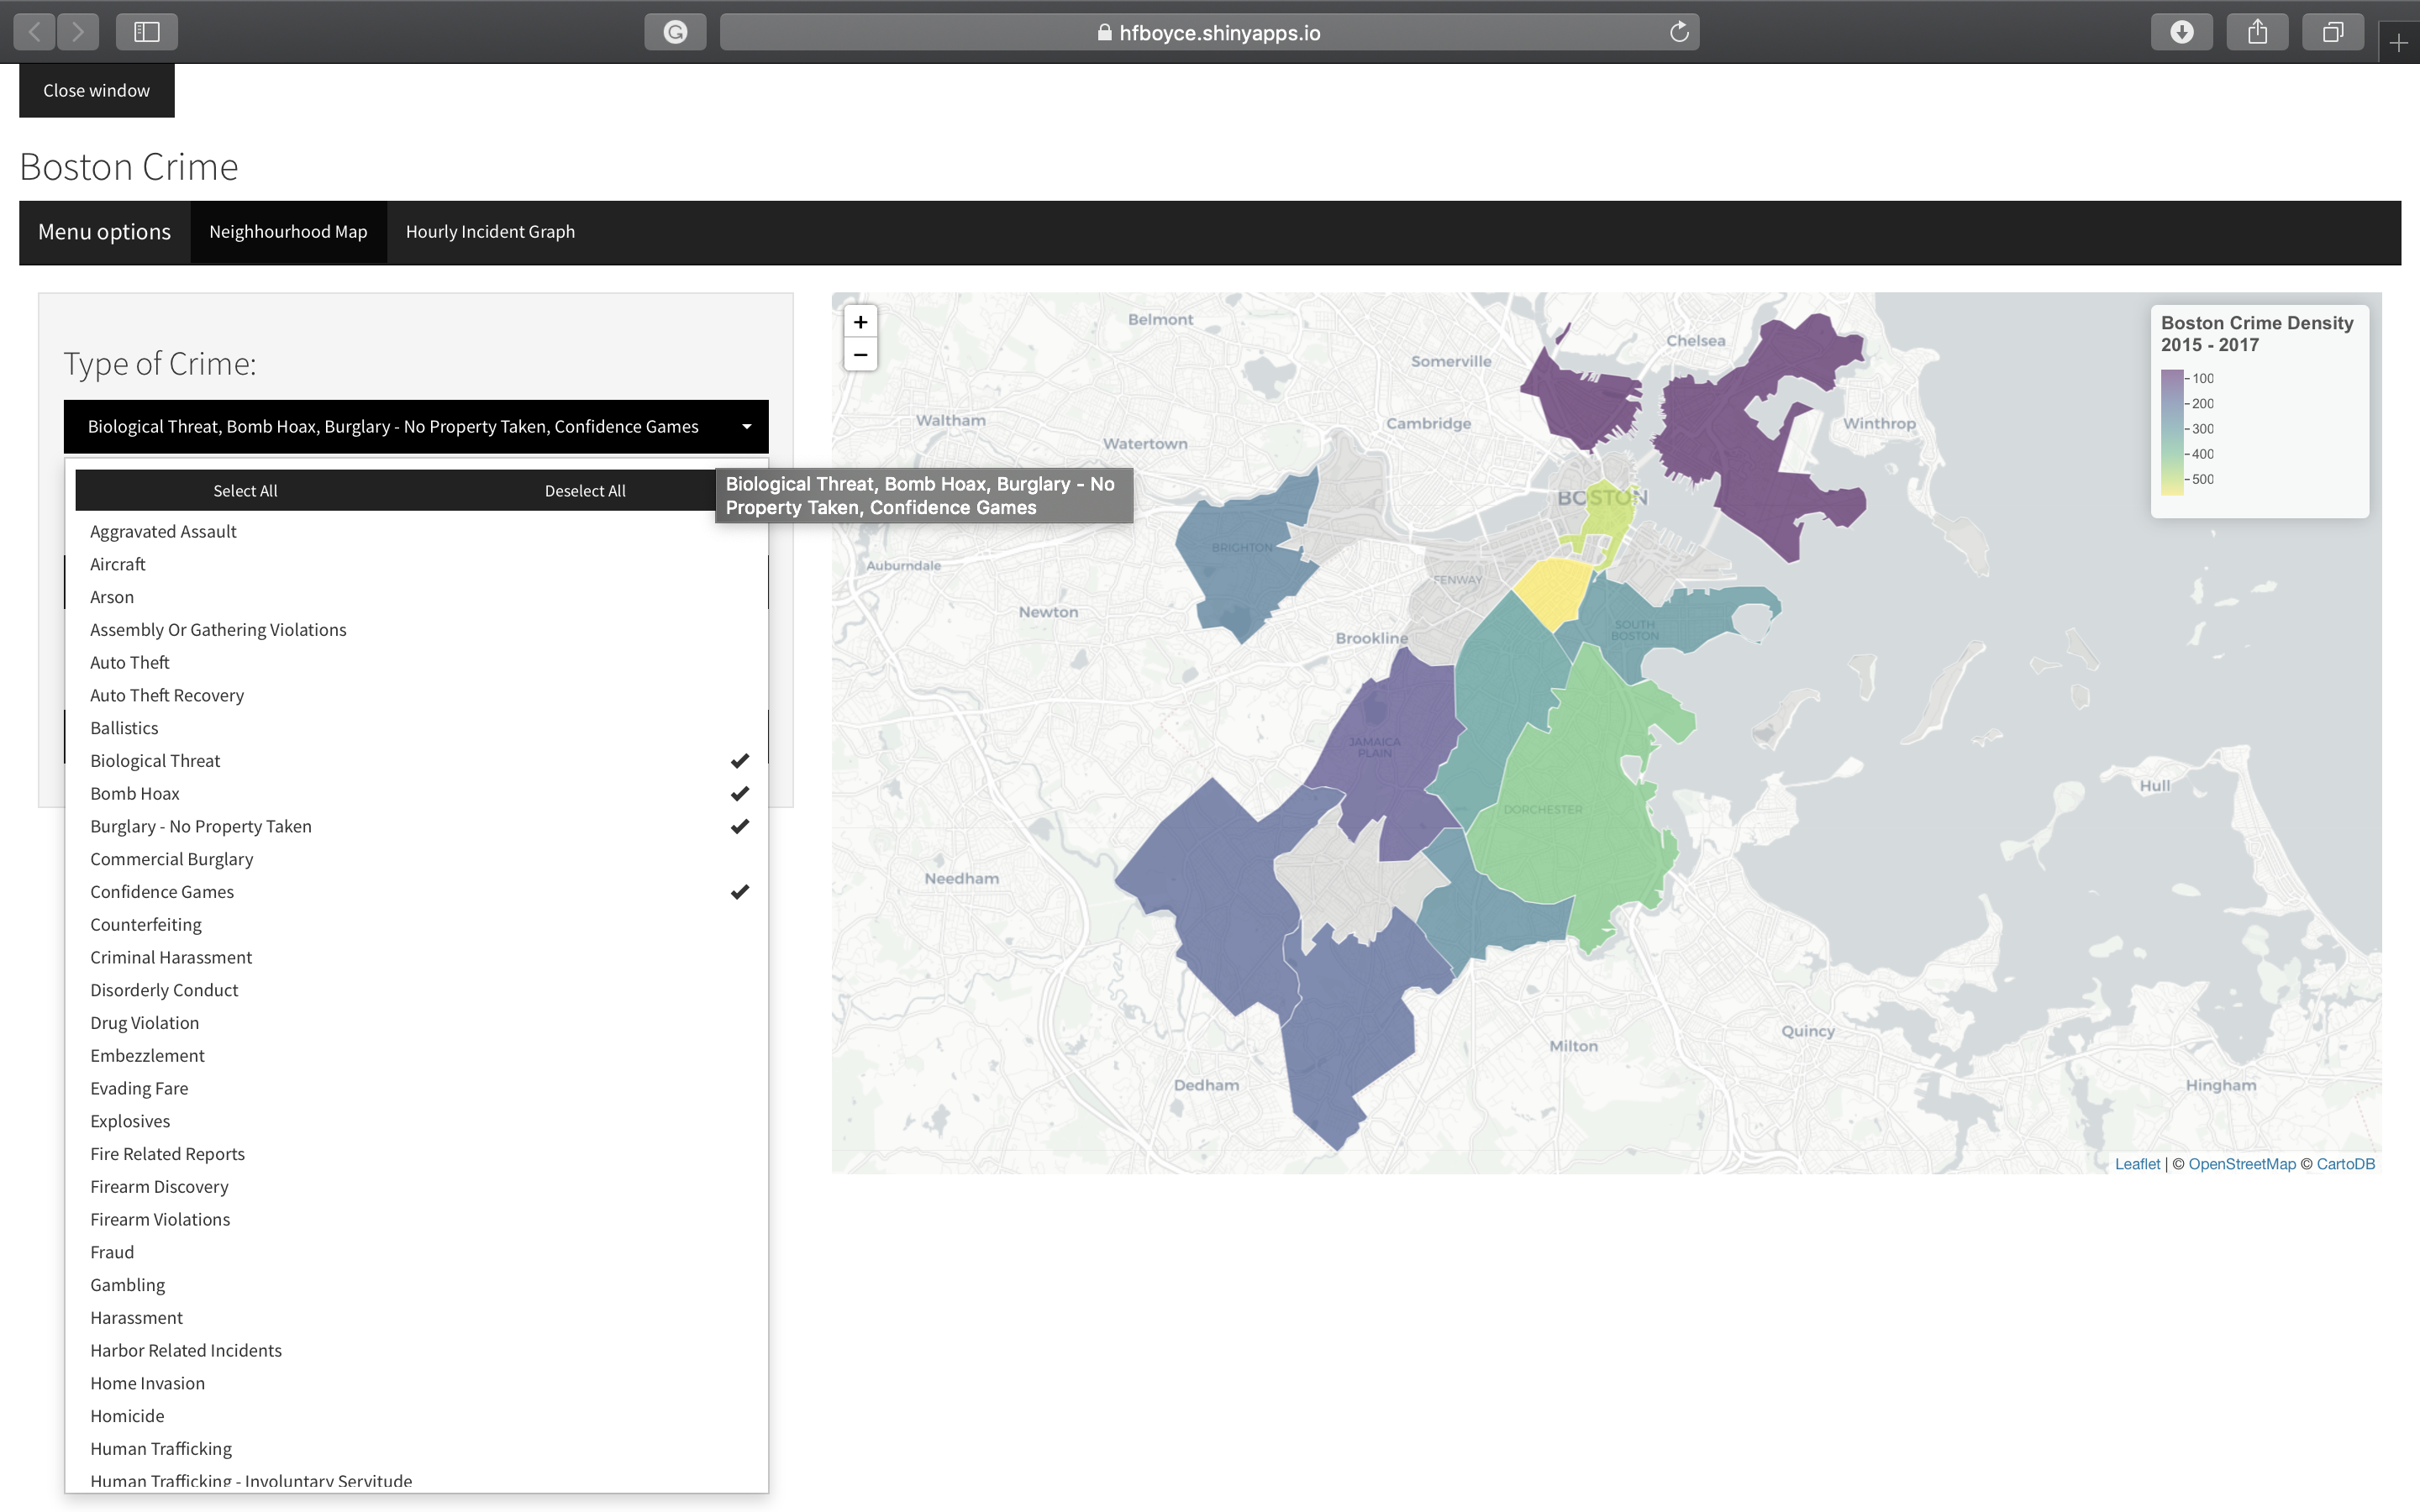 hfboyce.shinyapps.io
Close window
Boston Crime
Menu options
Neighhourhood Map
Hourly Incident Graph
Type of Crime:
Biological Threat, Bomb Hoax, Burglary - No Property Taken, Confidence Games
Select All
Deselect All
Biological Threat, Bomb Hoax, Burglary - No
Property Taken, Confidence Games
Aggravated Assault
Aircraft
Arson
Assembly Or Gathering Violations
Auto Theft
Auto Theft Recovery
Ballistics
Biological Threat
Bomb Hoax
Burglary - No Property Taken
Commercial Burglary
Confidence Games
Counterfeiting
Criminal Harassment
Disorderly Conduct
Drug Violation
Embezzlement
Evading Fare
Explosives
Fire Related Reports
Firearm Discovery
Firearm Violations
Fraud
Gambling
Harassment
Harbor Related Incidents
Home Invasion
Homicide
Human Trafficking
Human Trafficking - Involuntary Servitude
+
−
Belmont
Somerville
Chelsea
Waltham
Cambridge
Winthrop
Watertown
BOSTON
BRIGHTON
Auburndale
FENWAY
Newton
Brookline
SOUTH
BOSTON
JAMAICA
PLAIN
DORCHESTER
Hull
Needham
Quincy
Milton
Dedham
Hingham
Boston Crime Density
2015 - 2017
100
200
300
400
500
Leaflet | © OpenStreetMap © CartoDB